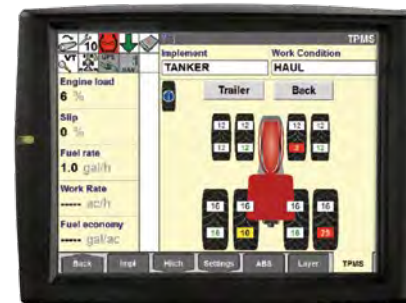 10
TPMS
Implement
Work Condition
TANKER
HAUL
VT
Engine load
6 %
Trailer
Back
Slip
0 %
12 12 12 12
12 12 2 12
Fuel rate
1.0 gal/h
Work Rate
----- ac/h
16 16 16 16
Fuel economy
----- gal/ac
16 10 16 25
Back
Impl
Hitch
Settings
ABS
Layer
TPMS